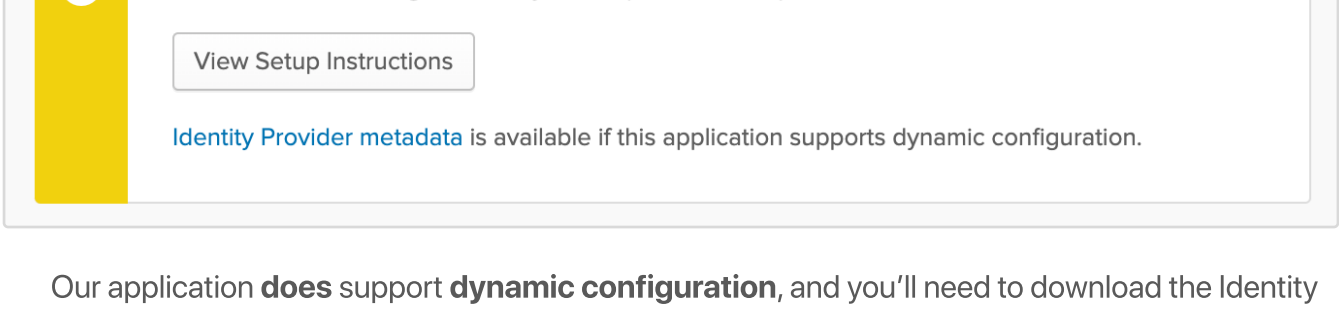 View Setup Instructions
Identity Provider metadata is available if this application supports dynamic configuration.
Our application does support dynamic configuration, and you’ll need to download the Identity